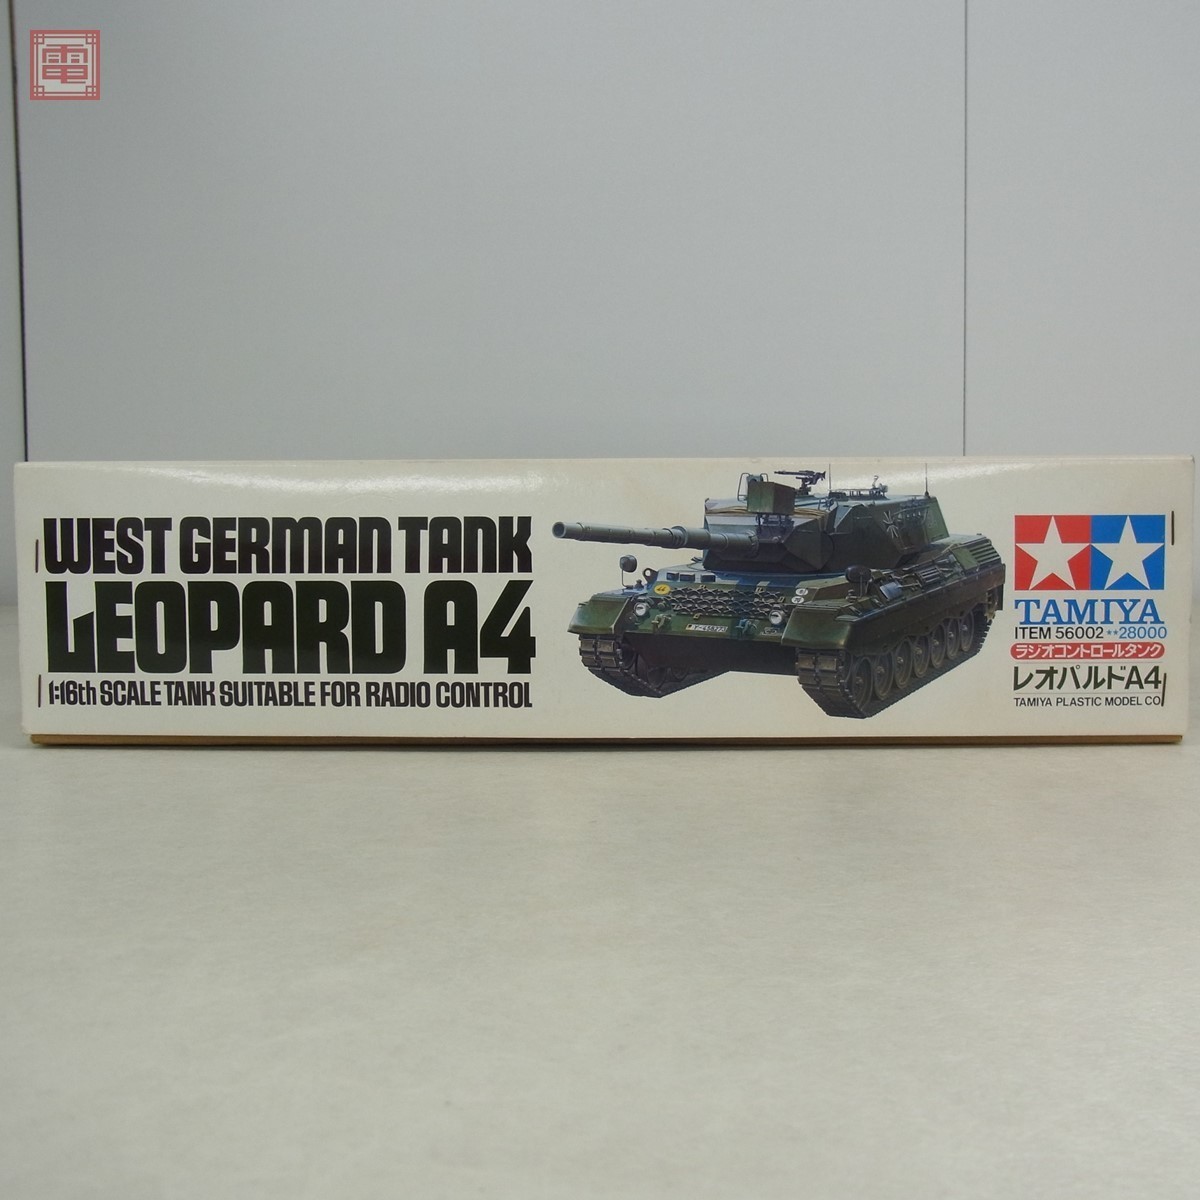 電
WEST GERMAN TANK
LEOPARD A4
1:16th SCALE TANK SUITABLE FOR RADIO CONTROL
TAMIYA
ITEM 56002 **28000
ラジオコントロールタンク
レオパルドA4
TAMIYA PLASTIC MODEL CO.